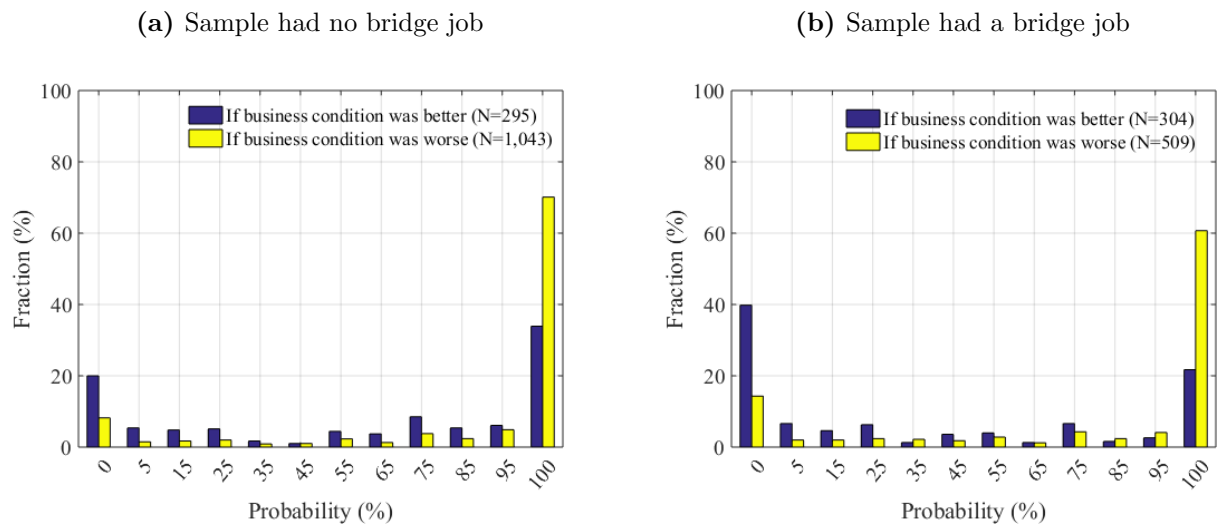 (a) Sample had no bridge job
(b) Sample had a bridge job
100
80
60
40
20
0
Fraction (%)
If business condition was better (N=295)
If business condition was worse (N=1,043)
0 5 15 25 35 45 55 65 75 85 95 100
Probability (%)
100
80
60
40
20
0
Fraction (%)
If business condition was better (N=304)
If business condition was worse (N=509)
0 5 15 25 35 45 55 65 75 85 95 100
Probability (%)